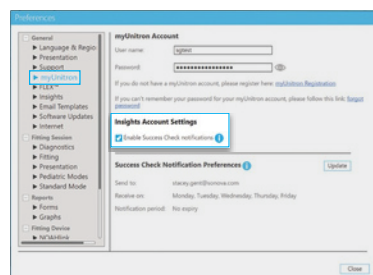 Preferences
General
Language & Regio
Presentation
Support
myUnitron
FLEX™
Insights
Email Templates
Software Updates
Internet
Fitting Session
Diagnostics
Fitting
Presentation
Pediatric Modes
Standard Mode
Reports
Forms
Graphs
Fitting Device
NOAHlink
myUnitron Account
User name: sgtest
Password: ****************
If you do not have a myUnitron account, please register here: myUnitron Registration
If you can't remember your password for your myUnitron account, please follow this link: forgot
password
Insights Account
Settings
Enable Success Check notifications
Success Check Notification Preferences
Update
Send to: stacey.gent@sonova.com
Receive on: Monday, Tuesday, Wednesday, Thursday, Friday
Notification period: No expiry
Close